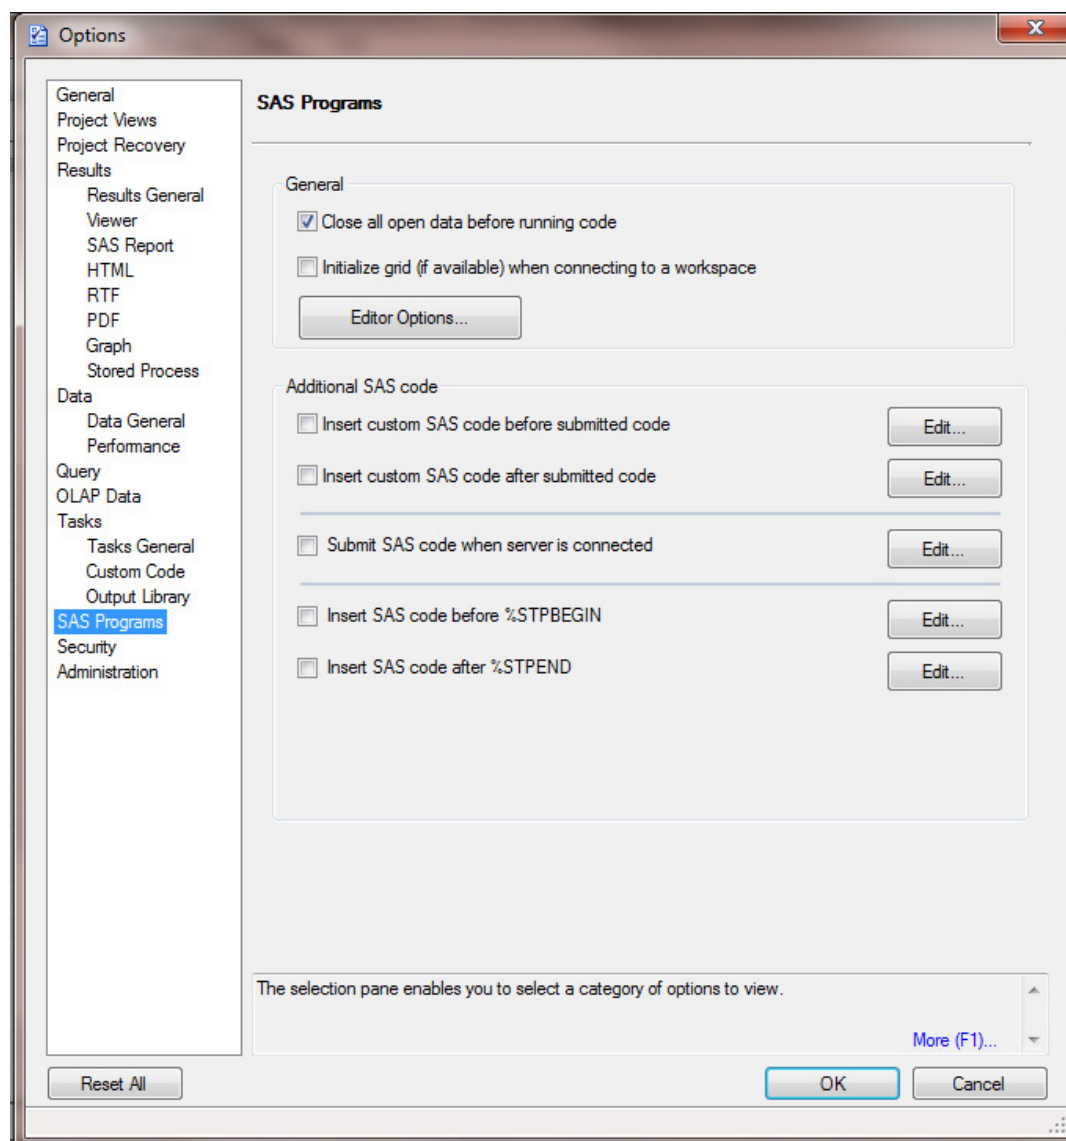 Options
General
Project Views
Project Recovery
Results
Results General
Viewer
SAS Report
HTML
RTF
PDF
Graph
Stored Process
Data
Data General
Performance
Query
OLAP Data
Tasks
Tasks General
Custom Code
Output Library
SAS Programs
Security
Administration
SAS Programs
General
Close all open data before running code
Initialize grid (if available) when connecting to a workspace
Editor Options...
Additional SAS code
Insert custom SAS code before submitted code
Edit...
Insert custom SAS code after submitted code
Edit...
Submit SAS code when server is connected
Edit...
Insert SAS code before %STPBEGIN
Edit...
Insert SAS code after %STPEND
Edit...
The selection pane enables you to select a category of options to view.
More (F1)...
Reset All
OK
Cancel